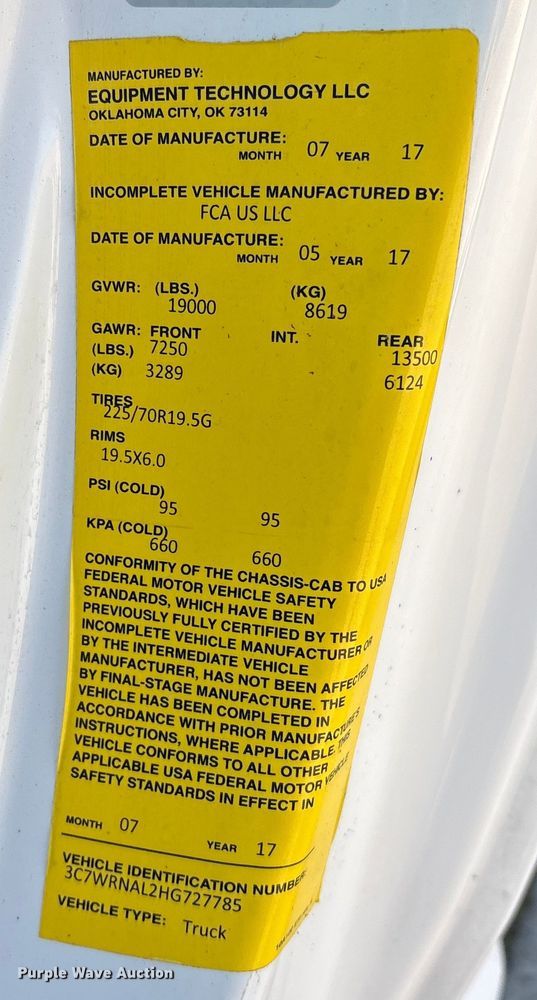 MANUFACTURED BY:
EQUIPMENT TECHNOLOGY LLC
OKLAHOMA CITY, OK 73114
DATE OF MANUFACTURE:
MONTH 07 YEAR 17
INCOMPLETE VEHICLE MANUFACTURED BY:
FCA US LLC
DATE OF MANUFACTURE:
MONTH 05 YEAR 17
GVWR: (LBS.) (KG)
19000 8619
GAWR: FRONT INT. REAR
(LBS.) 7250 13500
(KG) 3289 6124
TIRES
225/70R19.5G
RIMS
19.5X6.0
PSI (COLD)
95 95
KPA (COLD)
660 660
CONFORMITY OF THE CHASSIS-CAB TO USA
FEDERAL MOTOR VEHICLE SAFETY
STANDARDS, WHICH HAVE BEEN
PREVIOUSLY FULLY CERTIFIED BY THE
INCOMPLETE VEHICLE MANUFACTURER OR
BY THE INTERMEDIATE VEHICLE
MANUFACTURER, HAS NOT BEEN AFFECTED
BY FINAL-STAGE MANUFACTURE. THE
VEHICLE HAS BEEN COMPLETED IN
ACCORDANCE WITH PRIOR MANUFACTURES
INSTRUCTIONS, WHERE APPLICABLE. THIS
VEHICLE CONFORMS TO ALL OTHER
APPLICABLE USA FEDERAL MOTOR VEHICLE
SAFETY STANDARDS IN EFFECT IN
MONTH 07 YEAR 17
VEHICLE IDENTIFICATION NUMBER
3C7WRNAL2HG727785
VEHICLE TYPE: Truck
Purple Wave Auction